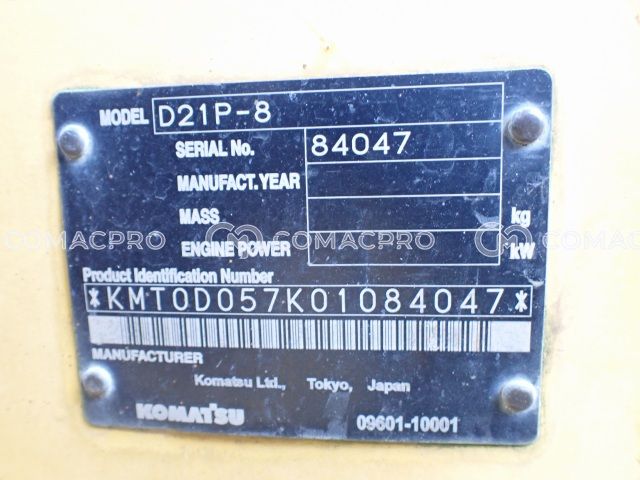 MODEL D21P-8
SERIAL No. 84047
MANUFACT.YEAR
MASS kg
COMACPRO COMACPRO COMACPRO
ENGINE POWER kW
Product Identification Number
*KMT0D057K01084047*
MANUFACTURER
Komatsu Ltd., Tokyo, Japan
KOMATSU 09601-10001